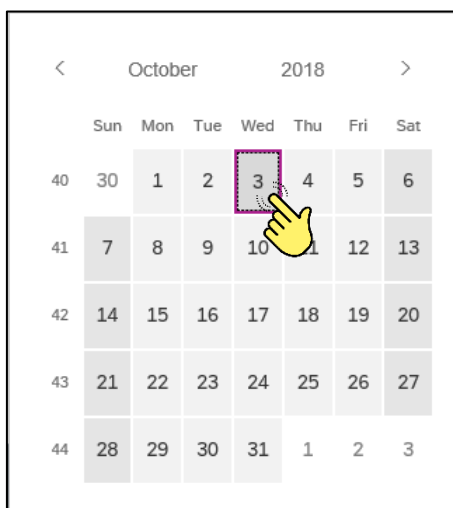 < October 2018 >
Sun Mon Tue Wed Thu Fri Sat
40 30 1 2 3 4 5 6
41 7 8 9 10 11 12 13
42 14 15 16 17 18 19 20
43 21 22 23 24 25 26 27
44 28 29 30 31 1 2 3